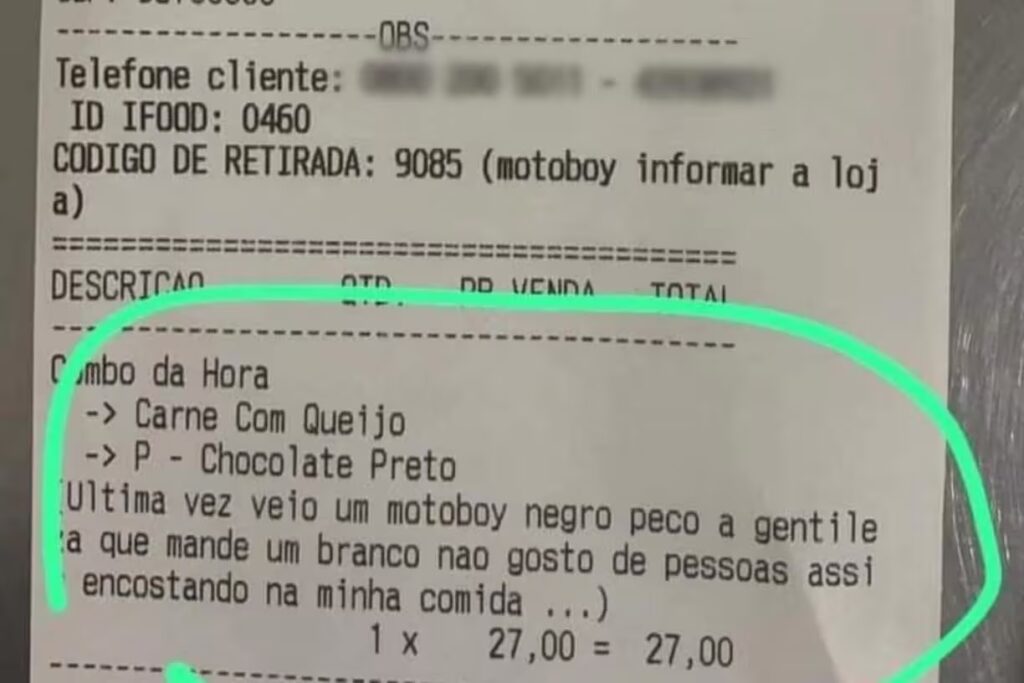 ------------------OBS-----------------
Telefone cliente:
ID IFOOD: 0460
CODIGO DE RETIRADA: 9085 (motoboy informar a loj
a)
========================================
DESCRICAO QTD. PR VENDA TOTAL
----------------------------------------
Combo da Hora
-> Carne Com Queijo
-> P - Chocolate Preto
(Ultima vez veio um motoboy negro peco a gentile
za que mande um branco nao gosto de pessoas assi
encostando na minha comida ...)
1 x 27,00 = 27,00
----------------------------------------